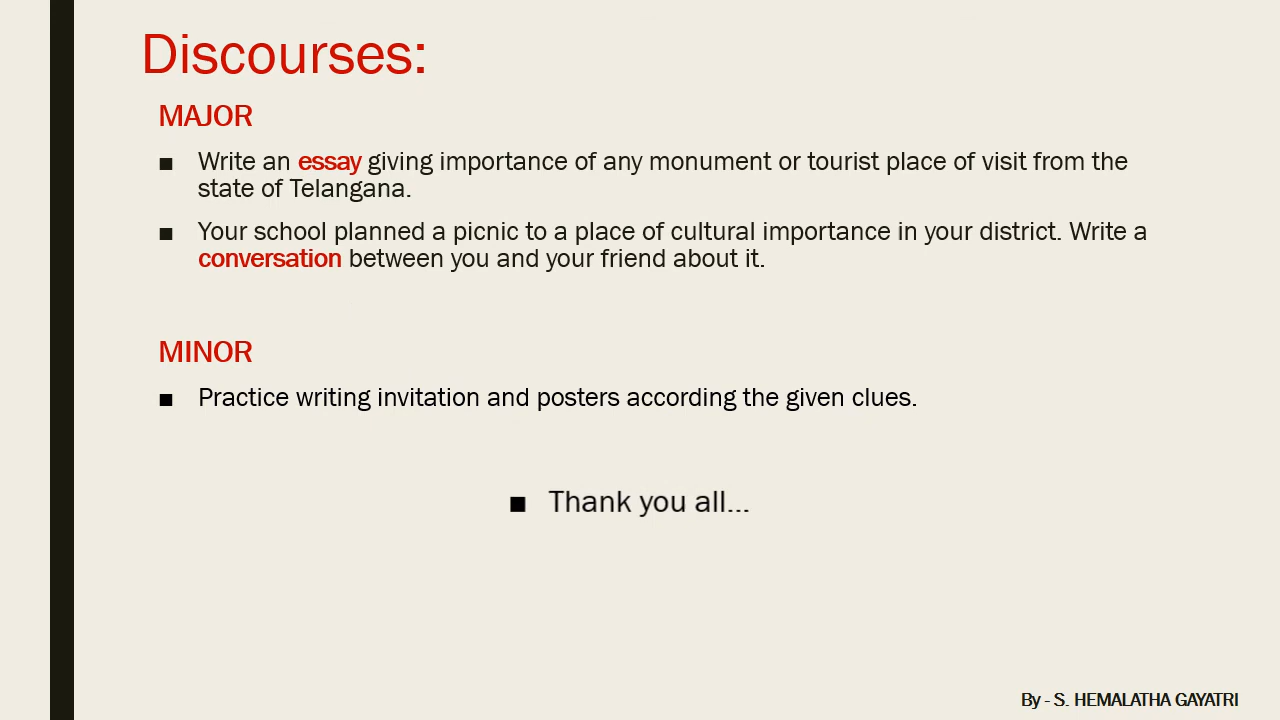 Discourses:
MAJOR
■ Write an essay giving importance of any monument or tourist place of visit from the
state of Telangana.
■ Your school planned a picnic to a place of cultural importance in your district. Write a
conversation between you and your friend about it.
MINOR
■ Practice writing invitation and posters according the given clues.
■ Thank you all...
By - S. HEMALATHA GAYATRI